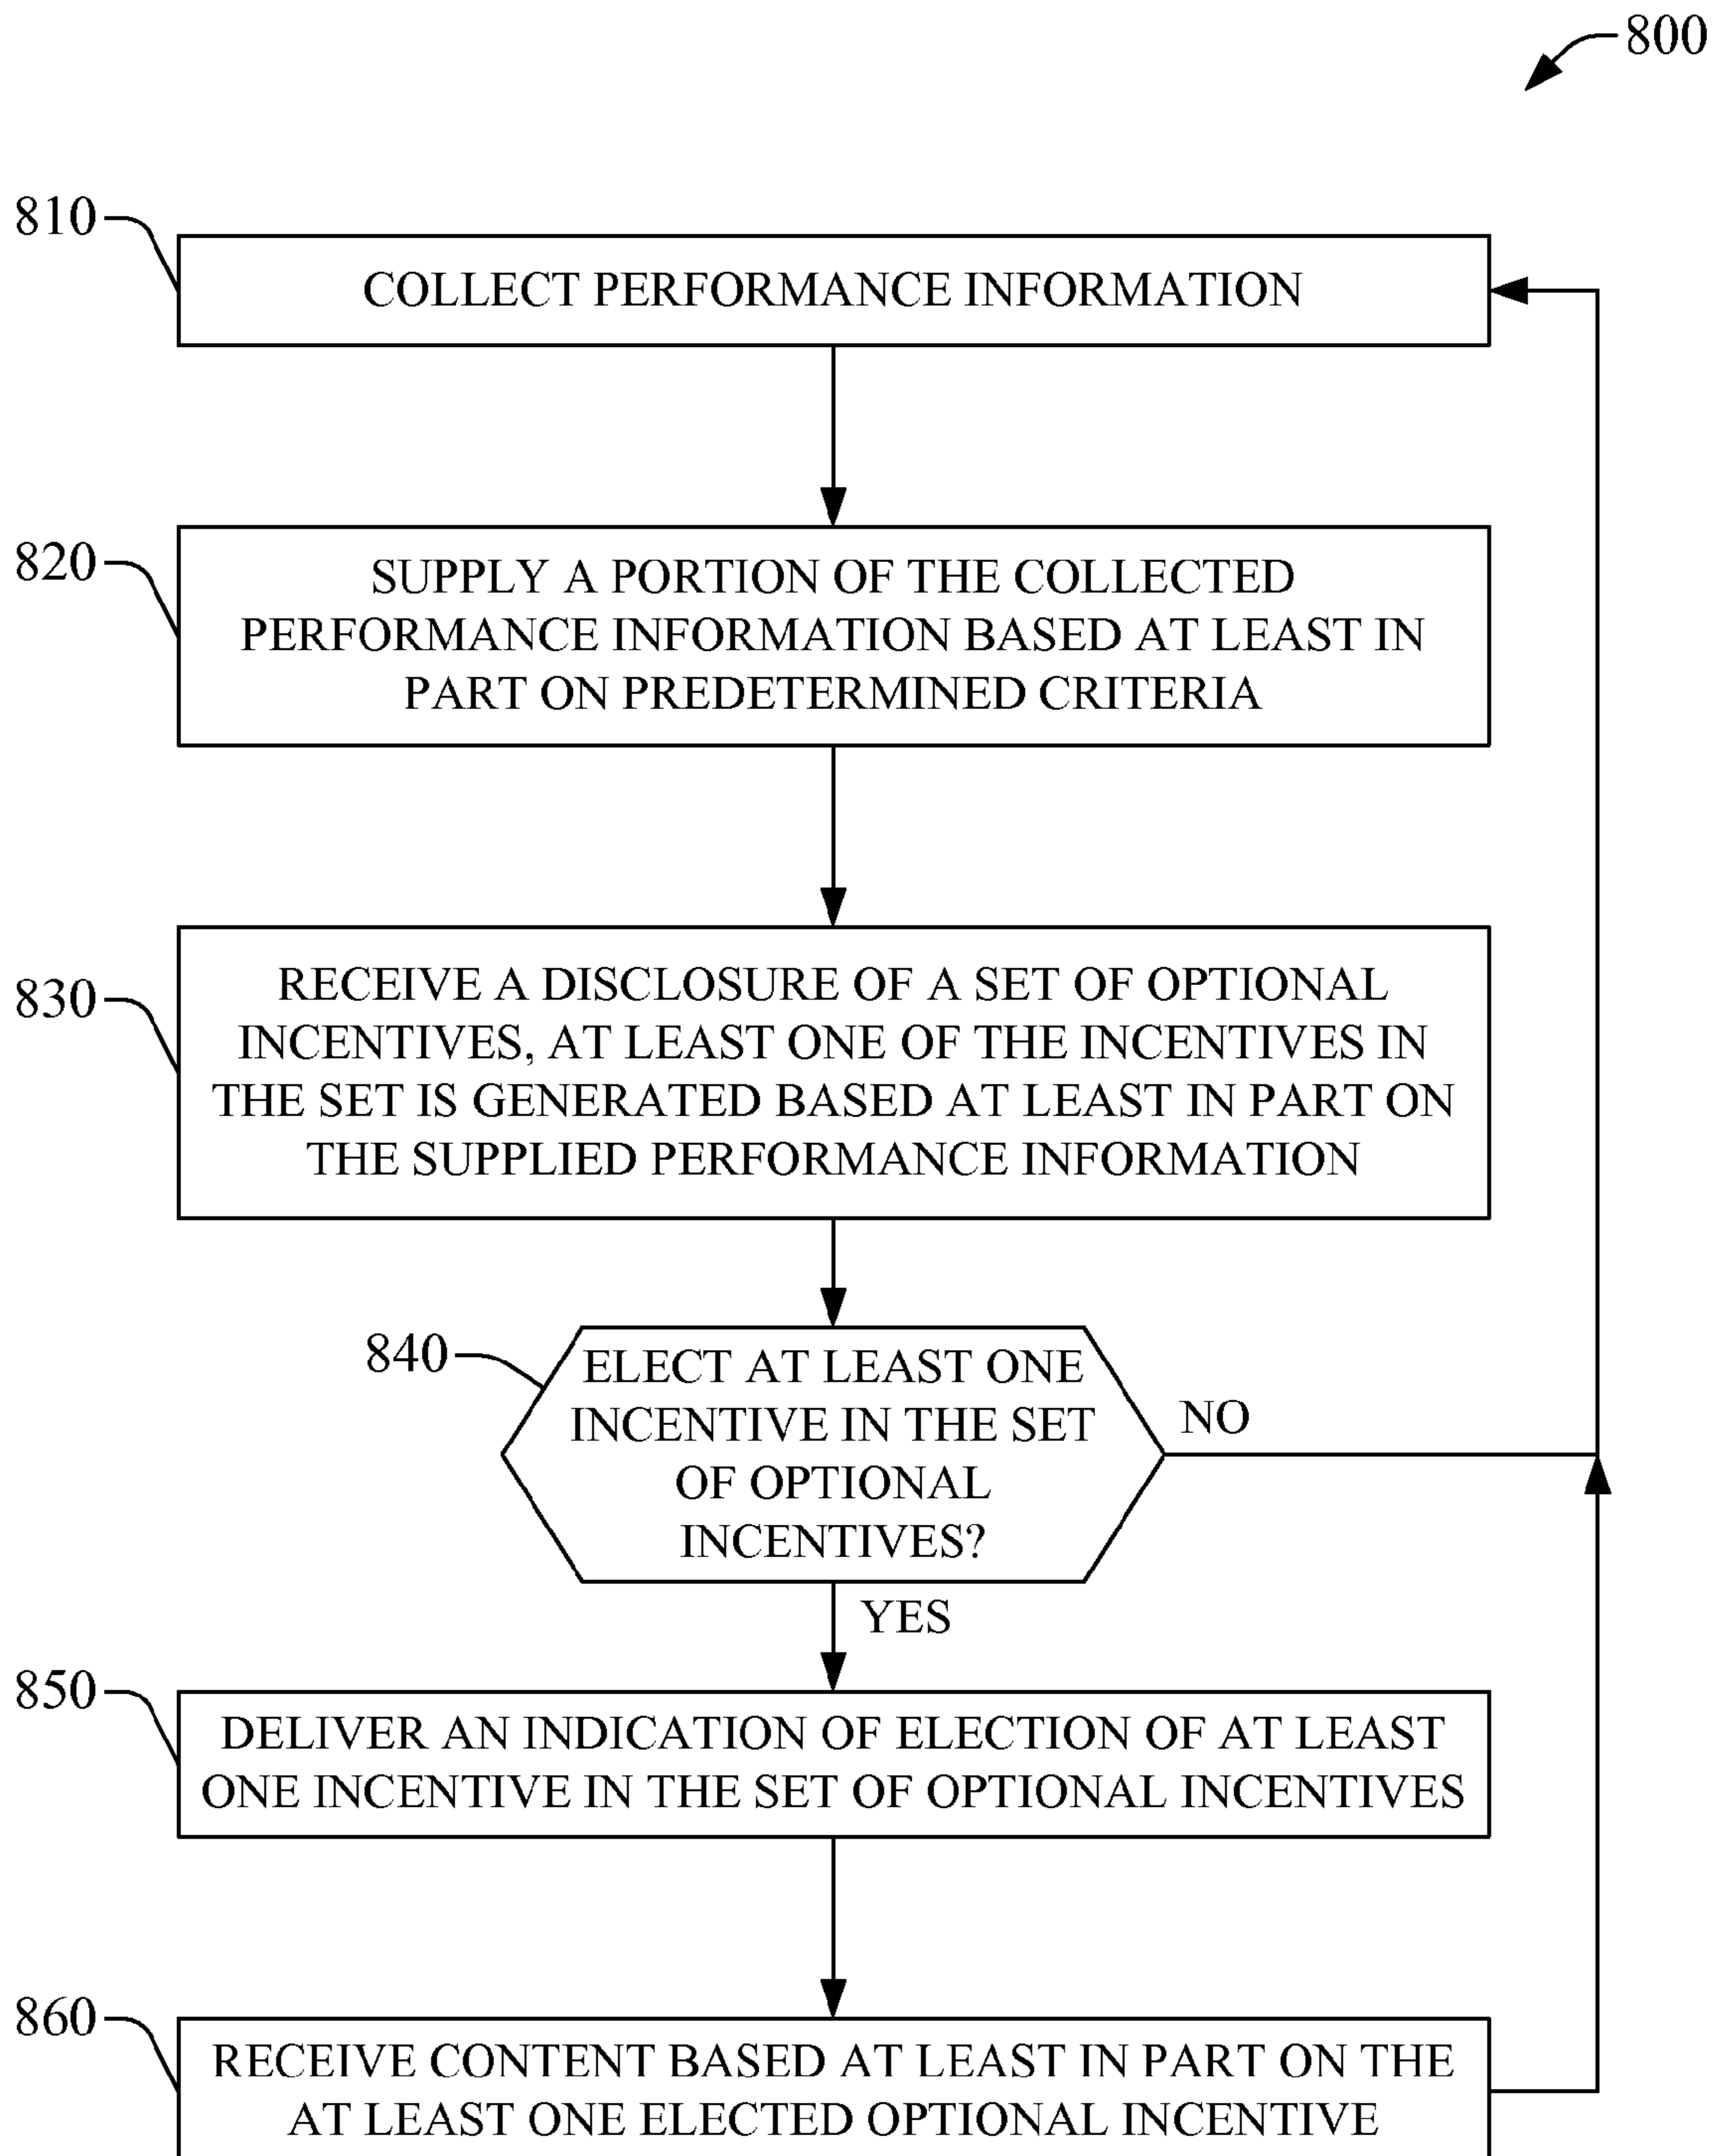 800
810
COLLECT PERFORMANCE INFORMATION
820
SUPPLY A PORTION OF THE COLLECTED
PERFORMANCE INFORMATION BASED AT LEAST IN
PART ON PREDETERMINED CRITERIA
830
RECEIVE A DISCLOSURE OF A SET OF OPTIONAL
INCENTIVES, AT LEAST ONE OF THE INCENTIVES IN
THE SET IS GENERATED BASED AT LEAST IN PART ON
THE SUPPLIED PERFORMANCE INFORMATION
840
ELECT AT LEAST ONE
INCENTIVE IN THE SET
OF OPTIONAL
INCENTIVES?
NO
YES
850
DELIVER AN INDICATION OF ELECTION OF AT LEAST
ONE INCENTIVE IN THE SET OF OPTIONAL INCENTIVES
860
RECEIVE CONTENT BASED AT LEAST IN PART ON THE
AT LEAST ONE ELECTED OPTIONAL INCENTIVE